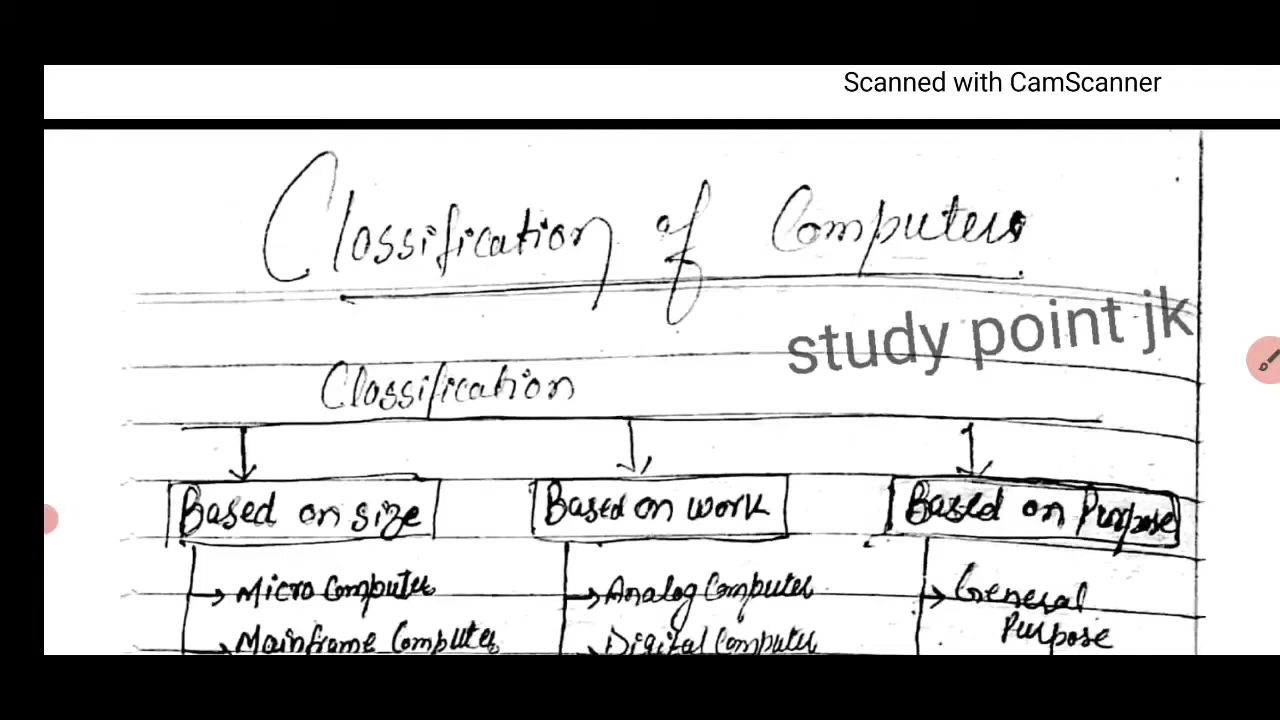 Scanned with CamScanner
Classification of Computers
study point jk
Classification
Based on size
Based on work
Based on Purpose
Micro Computer
Analog Computer
General
Purpose
Mainframe Computer
Digital Computer